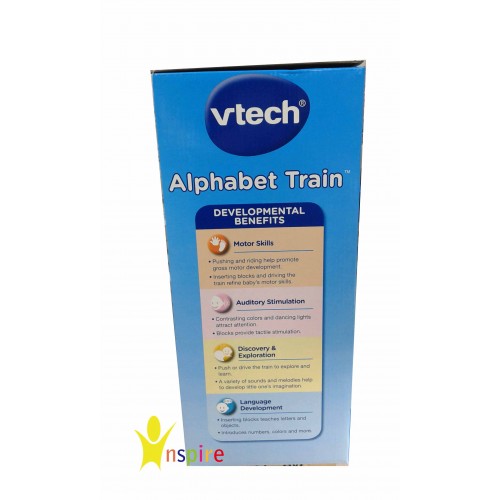 vtech®
Alphabet Train™
DEVELOPMENTAL
BENEFITS
Motor Skills
• Pushing and riding help promote
gross motor development.
• Inserting blocks and driving the
train refine baby's motor skills.
Auditory Stimulation
• Contrasting colors and dancing lights
attract attention.
• Blocks provide tactile stimulation.
Discovery &
Exploration
• Push or drive the train to explore and
learn.
• A variety of sounds and melodies help
to develop little one's imagination.
Language
Development
• Inserting blocks teaches letters and
objects.
• Introduces numbers, colors and more.
nspire